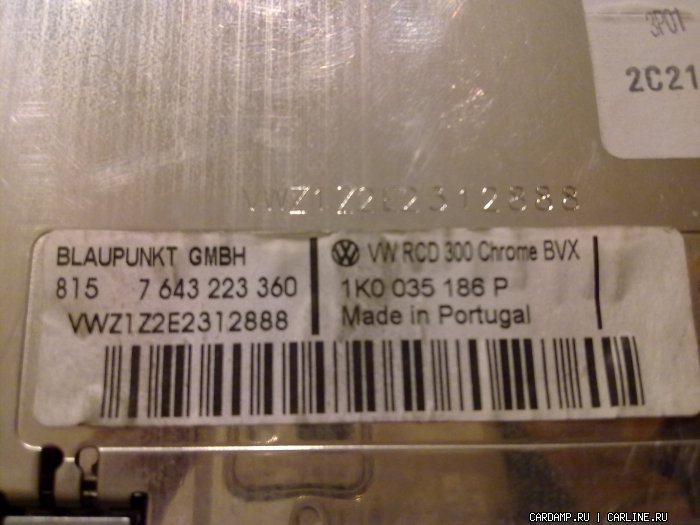 3P01
2C21
VWZ1Z2E2312888
BLAUPUNKT GMBH
815 7 643 223 360
VWZ1Z2E2312888
VW RCD 300 Chrome BVX
1K0 035 186 P
Made in Portugal
CARDAMP.RU | CARLINE.RU